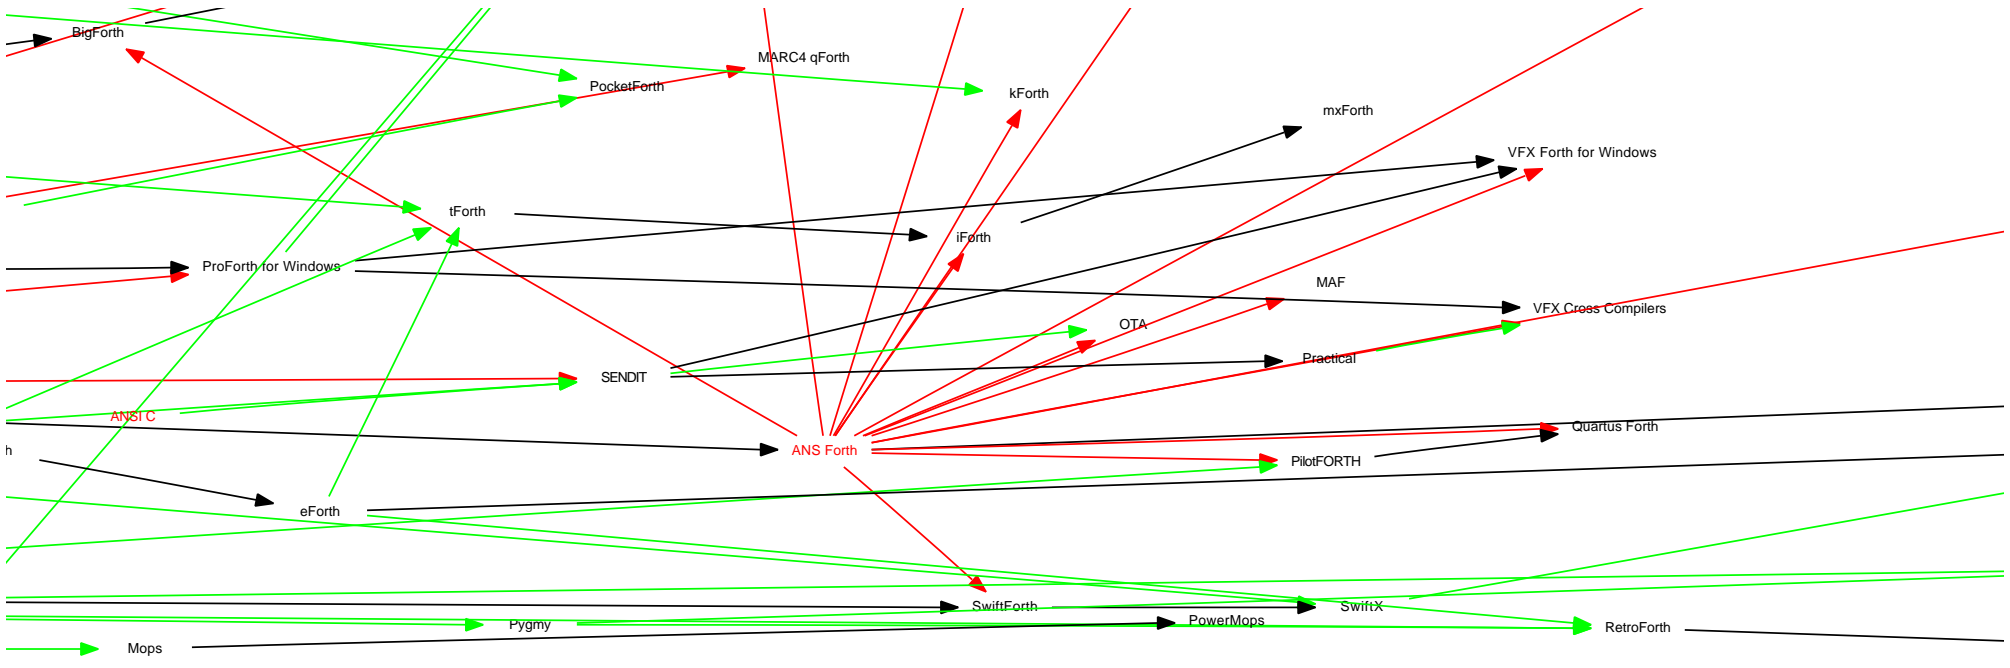 BigForth
MARC4 qForth
PocketForth
kForth
mxForth
VFX Forth for Windows
tForth
iForth
ProForth for Windows
MAF
VFX Cross Compilers
OTA
Practical
SENDIT
ANSI C
Quartus Forth
h
ANS Forth
PilotFORTH
eForth
SwiftForth
SwiftX
Pygmy
PowerMops
RetroForth
Mops